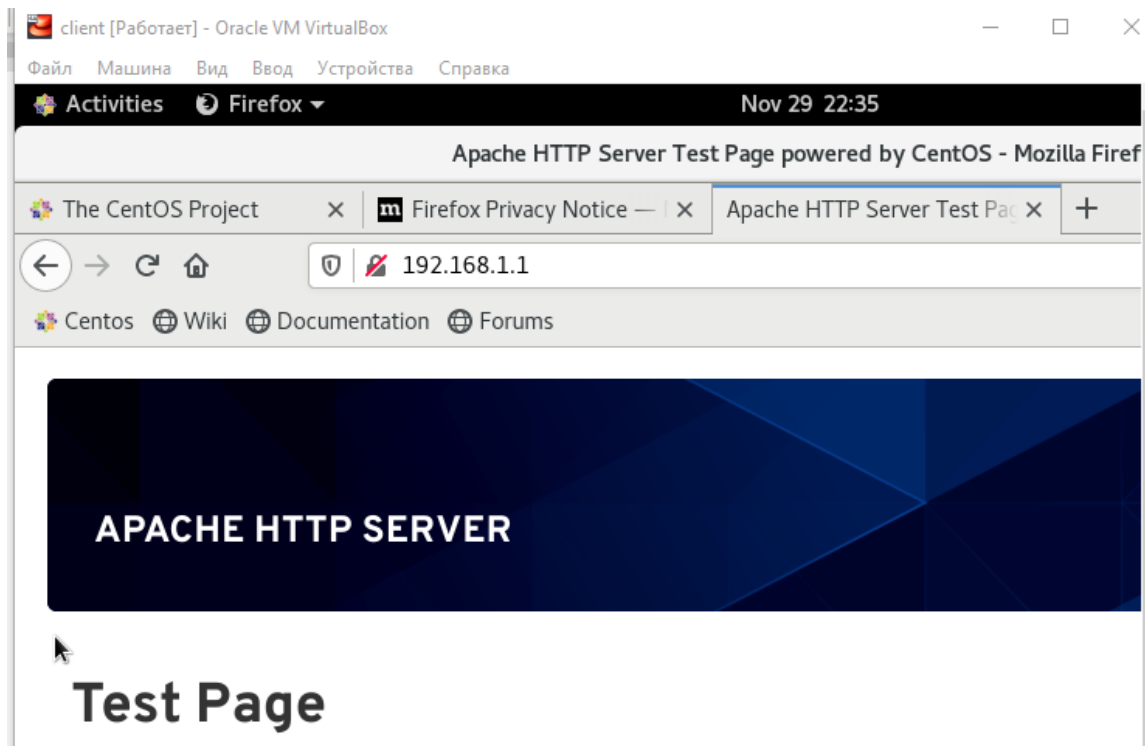 client [Работает] - Oracle VM VirtualBox
Файл Машина Вид Ввод Устройства Справка
Activities Firefox Nov 29 22:35
Apache HTTP Server Test Page powered by CentOS - Mozilla Firef
The CentOS Project Firefox Privacy Notice — Apache HTTP Server Test Pag
192.168.1.1
Centos Wiki Documentation Forums
APACHE HTTP SERVER
Test Page